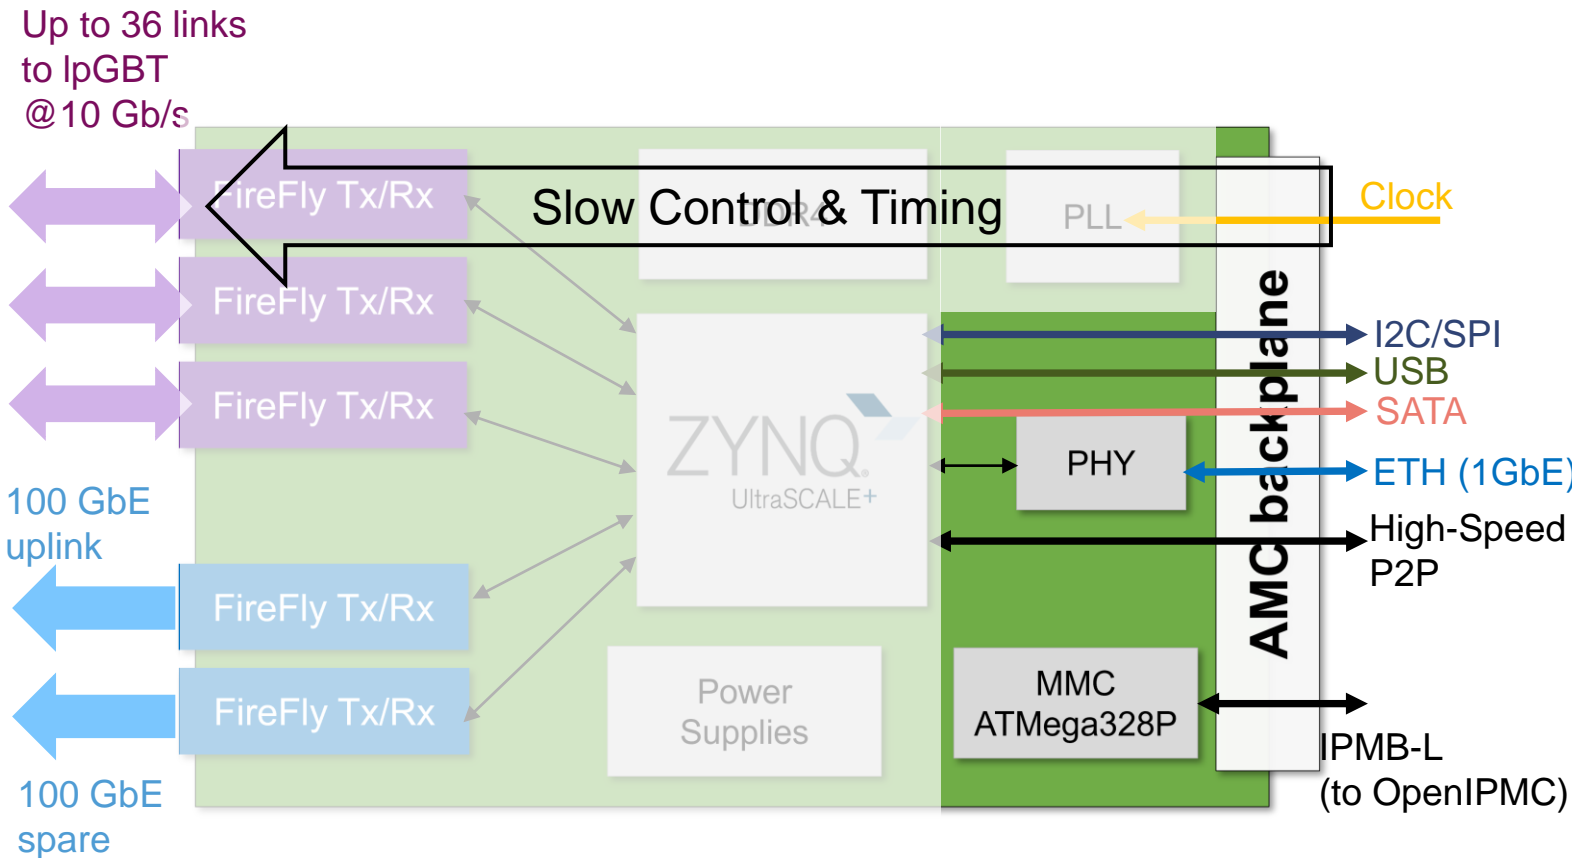 Up to 36 links
to lpGBT
@10 Gb/s
FireFly Tx/Rx
Slow Control & Timing
DDR4
PLL
Clock
FireFly Tx/Rx
FireFly Tx/Rx
ZYNQ
UltraSCALE+
AMC backplane
I2C/SPI
USB
SATA
PHY
ETH (1GbE)
High-Speed
P2P
100 GbE
uplink
FireFly Tx/Rx
FireFly Tx/Rx
100 GbE
spare
Power
Supplies
MMC
ATMega328P
IPMB-L
(to OpenIPMC)